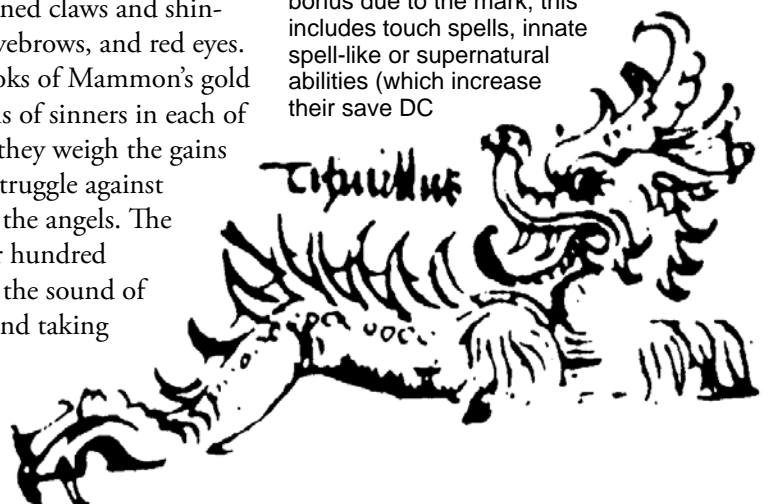 ned claws and shin-
yebrows, and red eyes.
oks of Mammon’s gold
s of sinners in each of
they weigh the gains
truggle against
the angels. The
r hundred
the sound of
nd taking
bonus due to the mark, this
includes touch spells, innate
spell-like or supernatural
abilities (which increase
their save DC